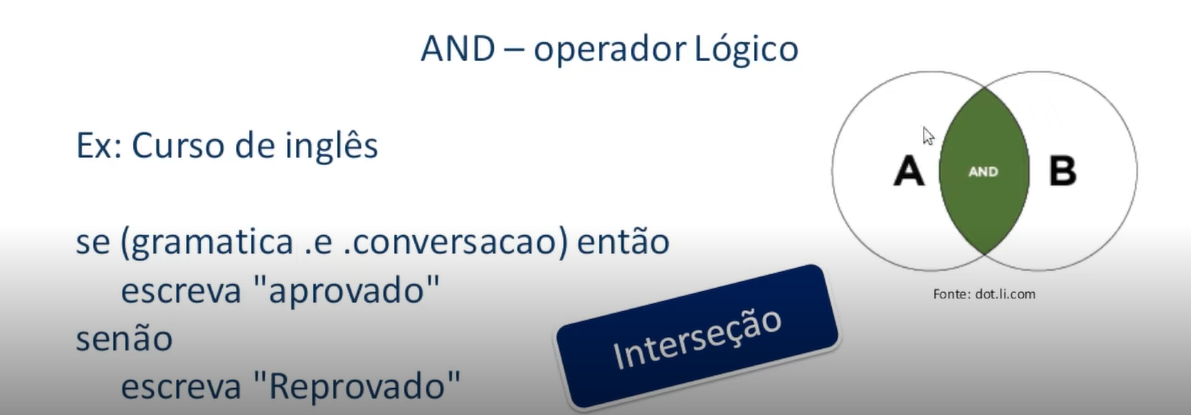 AND – operador Lógico
Ex: Curso de inglês
A
AND
B
se (gramatica .e .conversacao) então
escreva "aprovado"
Fonte: dot.li.com
senão
Interseção
escreva "Reprovado"